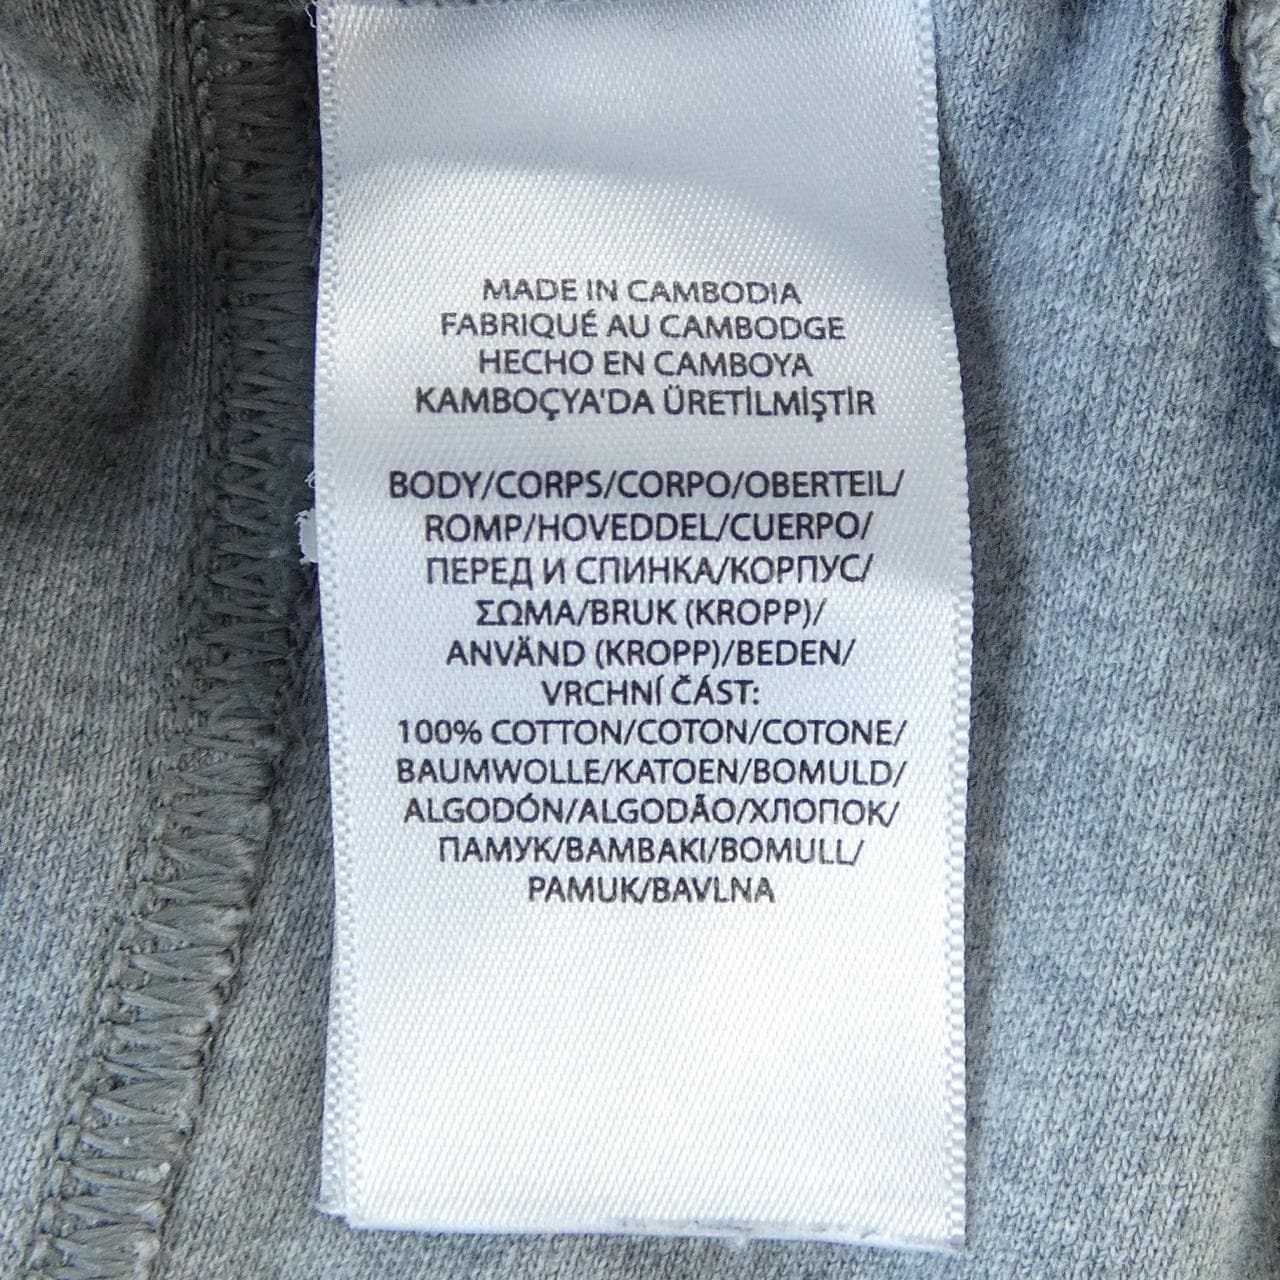 MADE IN CAMBODIA
FABRIQUÉ AU CAMBODGE
HECHO EN CAMBOYA
KAMBOÇYA'DA ÜRETİLMİŞTİR
BODY/CORPS/CORPO/OBERTEIL/
ROMP/HOVEDDEL/CUERPO/
ПЕРЕД И СПИНКА/КОРПУС/
ΣΩΜΑ/BRUK (KROPP)/
ANVÄND (KROPP)/BEDEN/
VRCHNÍ ČÁST:
100% COTTON/COTON/COTONE/
BAUMWOLLE/KATOEN/BOMULD/
ALGODÓN/ALGODÃO/ХЛОПОК/
ПАМУК/ΒΑΜΒΑΚΙ/BOMULL/
PAMUK/BAVLNA